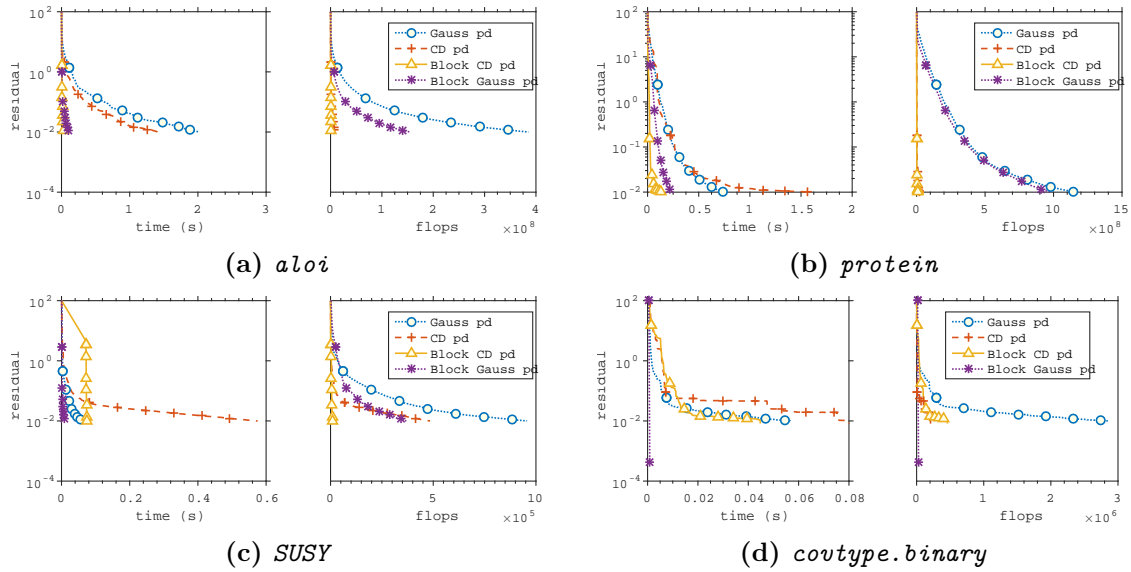 10^2
10^0
10^-2
10^-4
residual
0 1 2 3
time (s)
Gauss pd
CD pd
Block CD pd
Block Gauss pd
0 1 2 3 4
flops ×10^8
(a) aloi
10^2
10^1
10^0
10^-1
10^-2
residual
0 0.5 1 1.5 2
time (s)
Gauss pd
CD pd
Block CD pd
Block Gauss pd
0 5 10 15
flops ×10^8
(b) protein
10^2
10^0
10^-2
10^-4
residual
0 0.2 0.4 0.6
time (s)
Gauss pd
CD pd
Block CD pd
Block Gauss pd
0 5 10
flops ×10^5
(c) SUSY
10^2
10^0
10^-2
10^-4
residual
0 0.02 0.04 0.06 0.08
time (s)
Gauss pd
CD pd
Block CD pd
Block Gauss pd
0 1 2 3
flops ×10^6
(d) covtype.binary